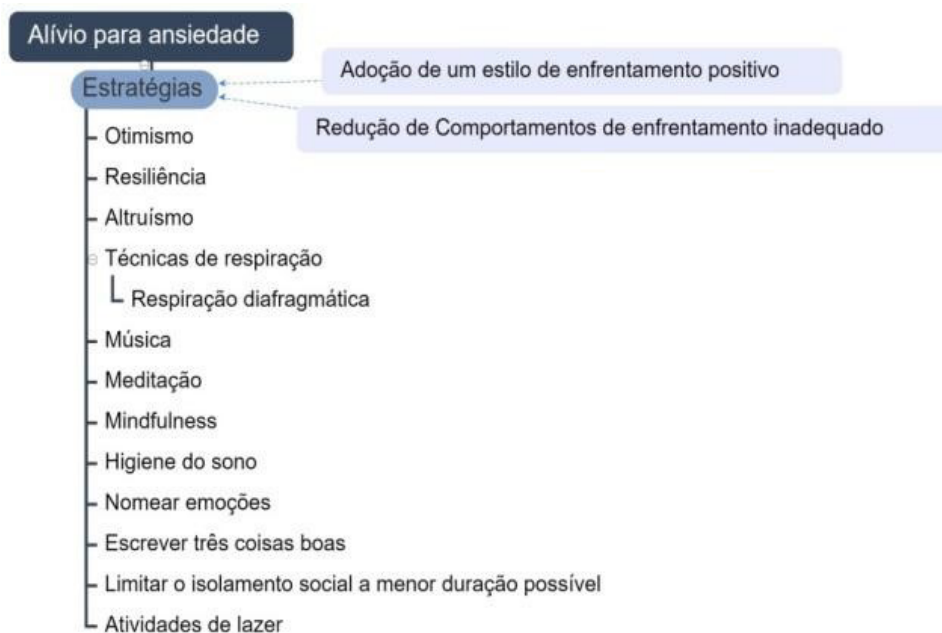 Alívio para ansiedade
Adoção de um estilo de enfrentamento positivo
Estratégias
Redução de Comportamentos de enfrentamento inadequado
Otimismo
Resiliência
Altruísmo
Técnicas de respiração
Respiração diafragmática
Música
Meditação
Mindfulness
Higiene do sono
Nomear emoções
Escrever três coisas boas
Limitar o isolamento social a menor duração possível
Atividades de lazer